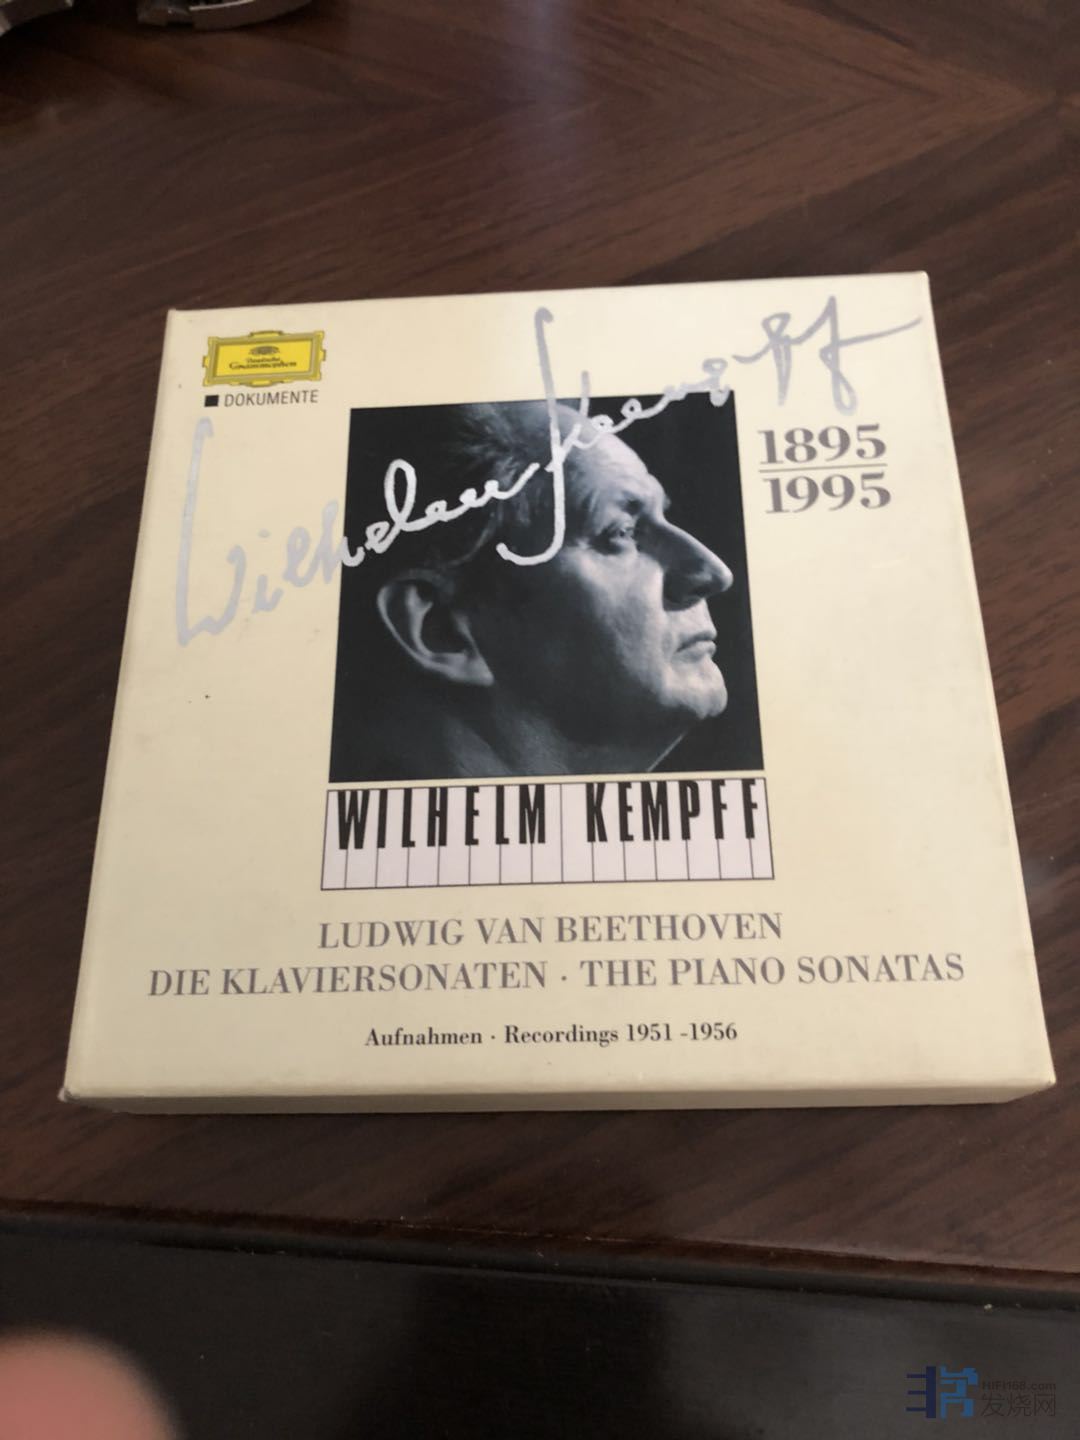 Deutsche
Grammophon
DOKUMENTE
Wilhelm Kempff
1895
1995
WILHELM KEMPFF
LUDWIG VAN BEETHOVEN
DIE KLAVIERSONATEN · THE PIANO SONATAS
Aufnahmen · Recordings 1951 -1956
HIFI168.com
发烧网